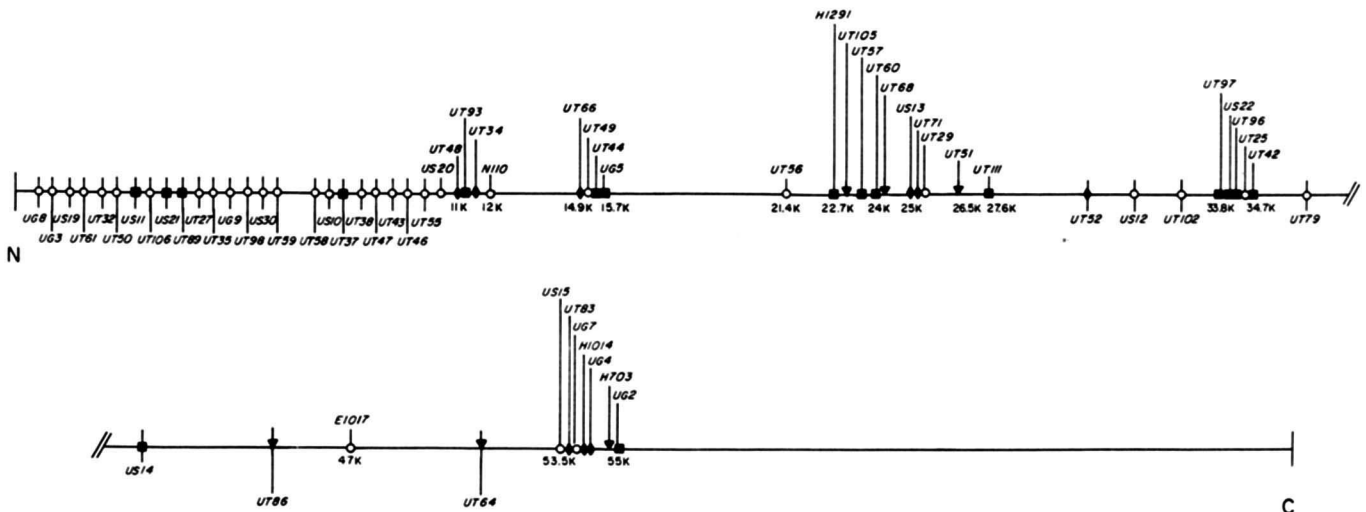 H1291
UT105
UT57
UT60
UT68
UT97
UT93
UT66
US13
US22
UT34
UT49
UT71
UT96
UT48
UT44
UT29
UT25
US20
N110
UG5
UT56
UT51
UT111
UT42
11K 12K 14.9K 15.7K 21.4K 22.7K 24K 25K 26.5K 27.6K 33.8K 34.7K
UG8 US19 UT32 US11 US21 UT27 UG9 US30 US10 UT38 UT43 UT55 UT52 US12 UT102 UT79
UG3 UT61 UT50 UT106 UT89 UT35 UT98 UT59 UT58 UT37 UT47 UT46
N
US15
UT83
UG7
H1014
UG4
H703
UG2
E1017
47K 53.5K 55K
US14
UT86 UT64
C